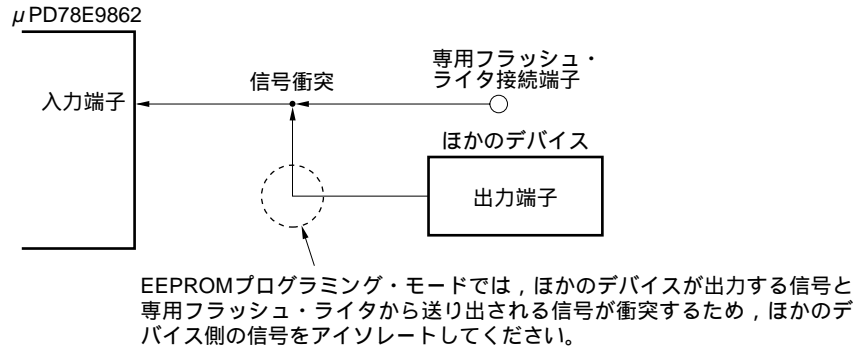 μPD78E9862
入力端子
信号衝突
専用フラッシュ・
ライタ接続端子
ほかのデバイス
出力端子
EEPROMプログラミング・モードでは，ほかのデバイスが出力する信号と
専用フラッシュ・ライタから送り出される信号が衝突するため，ほかのデ
バイス側の信号をアイソレートしてください。